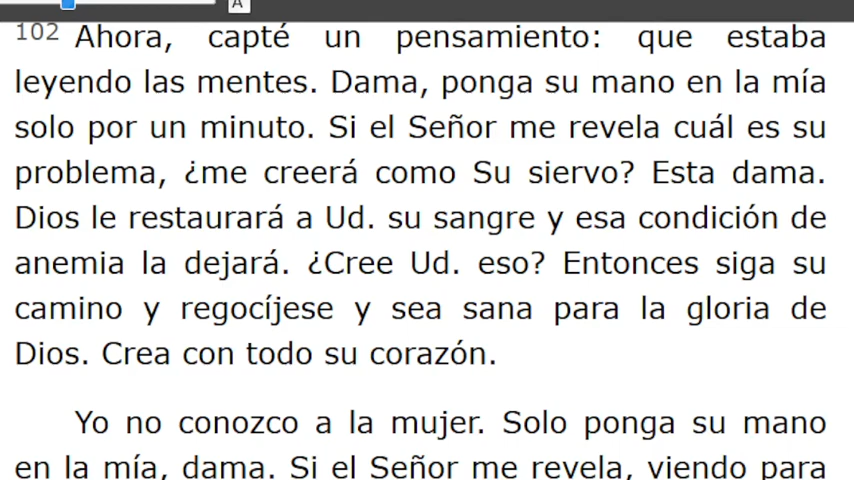 A
102 Ahora, capté un pensamiento: que estaba
leyendo las mentes. Dama, ponga su mano en la mía
solo por un minuto. Si el Señor me revela cuál es su
problema, ¿me creerá como Su siervo? Esta dama.
Dios le restaurará a Ud. su sangre y esa condición de
anemia la dejará. ¿Cree Ud. eso? Entonces siga su
camino y regocíjese y sea sana para la gloria de
Dios. Crea con todo su corazón.
Yo no conozco a la mujer. Solo ponga su mano
en la mía, dama. Si el Señor me revela, viendo para